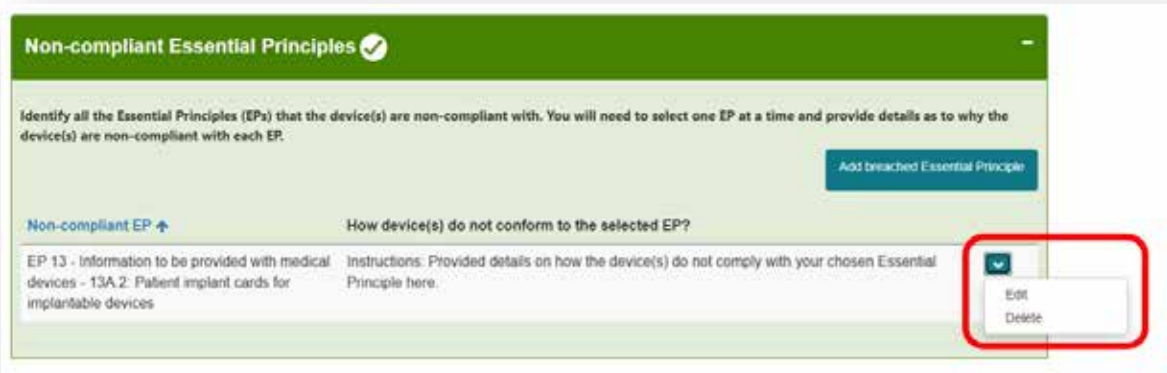 Non-compliant Essential Principles
Identify all the Essential Principles (EPs) that the device(s) are non-compliant with. You will need to select one EP at a time and provide details as to why the
device(s) are non-compliant with each EP.
Add breached Essential Principle
Non-compliant EP How device(s) do not conform to the selected EP?
EP 13 - Information to be provided with medical
devices - 13A.2: Patient implant cards for
implantable devices
Instructions: Provided details on how the device(s) do not comply with your chosen Essential
Principle here.
Edit
Delete